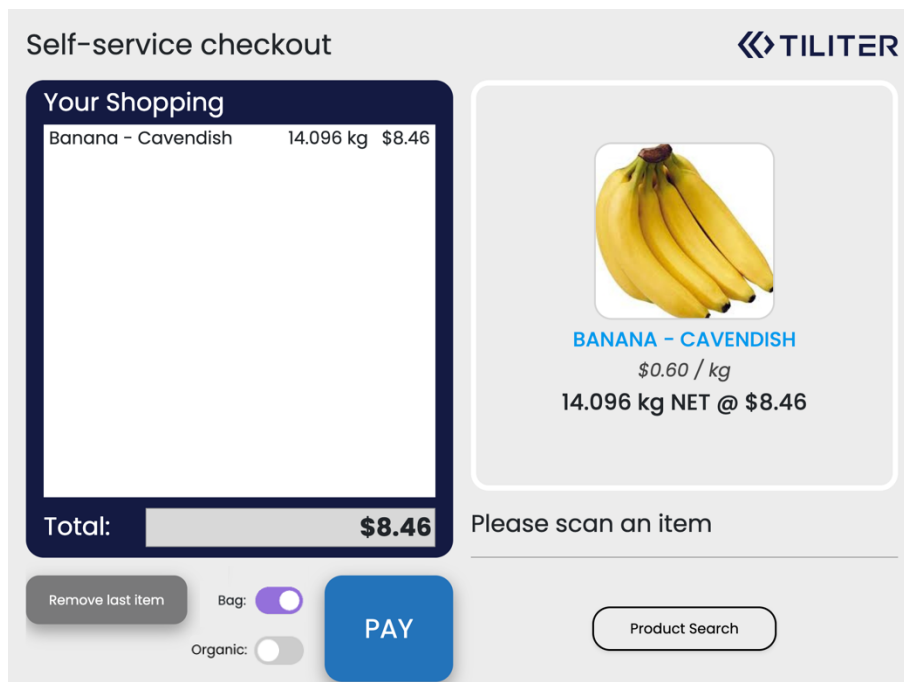 Self-service checkout
TILITER
Your Shopping
Banana - Cavendish 14.096 kg $8.46
Total: $8.46
BANANA - CAVENDISH
$0.60 / kg
14.096 kg NET @ $8.46
Please scan an item
Remove last item
Bag:
Organic:
PAY
Product Search